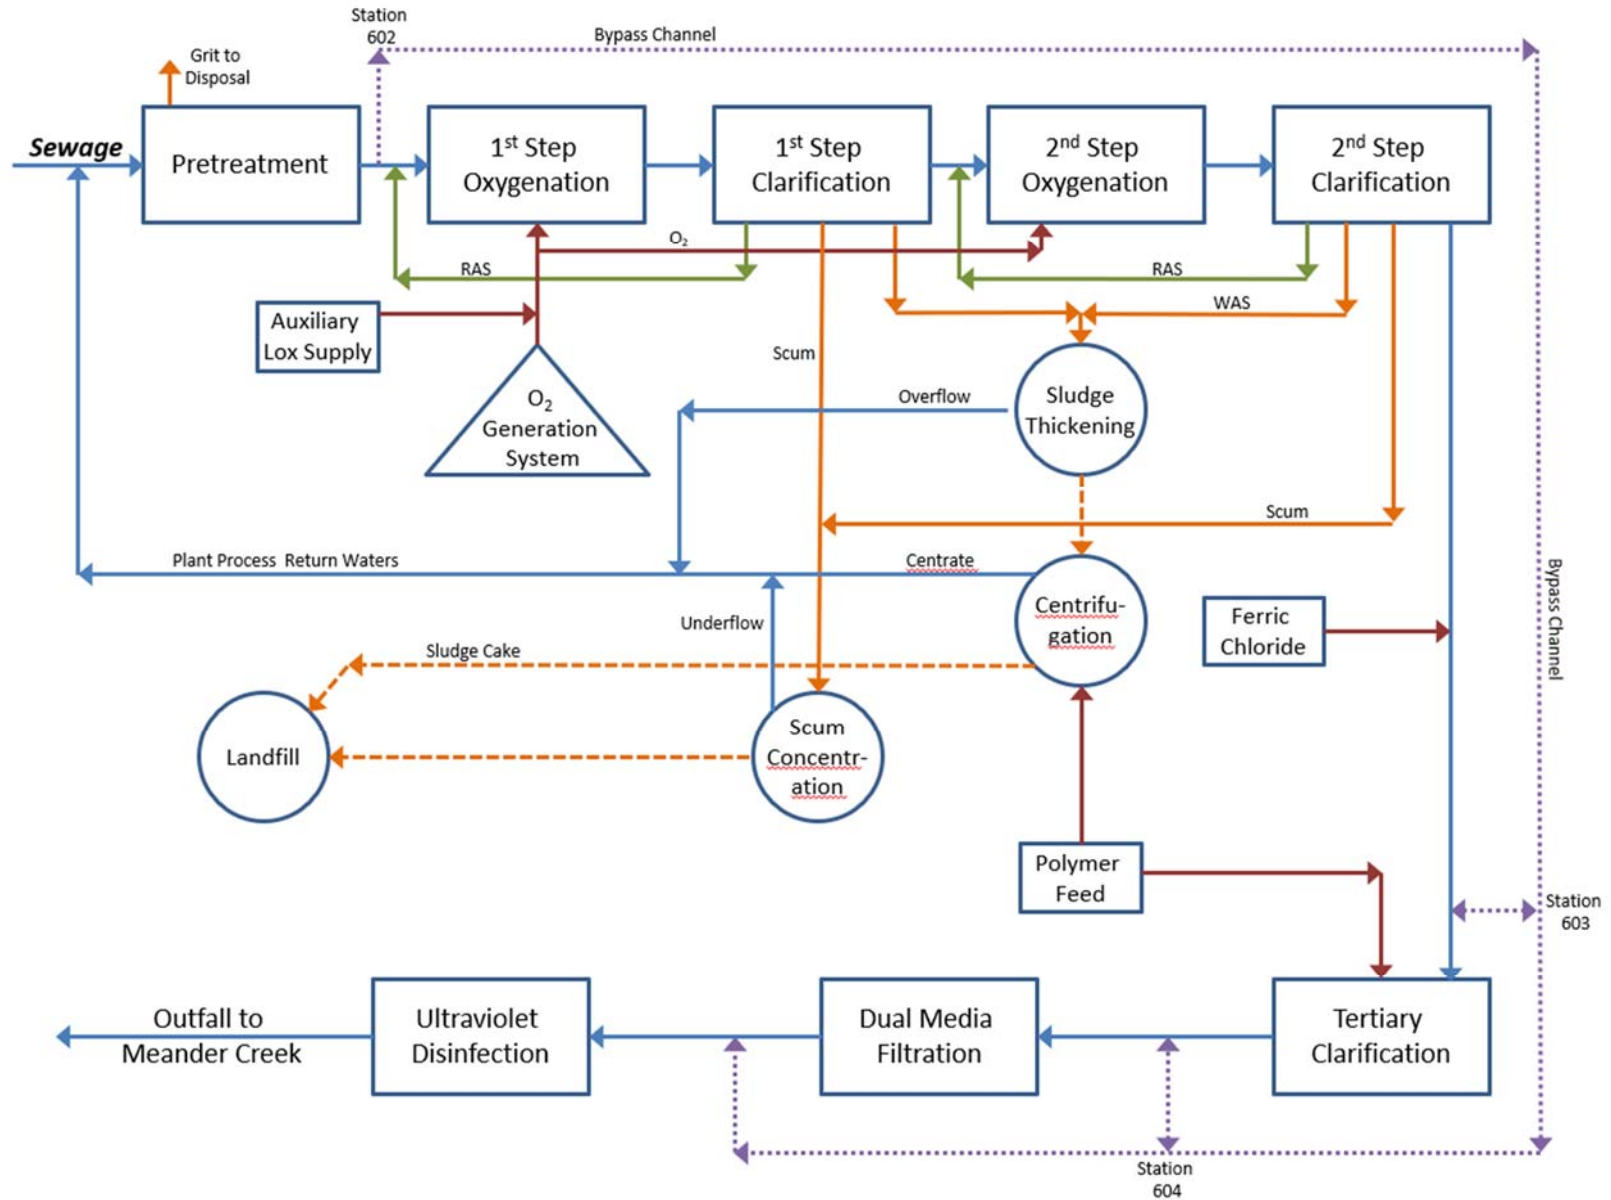 Station
602
Bypass Channel
Grit to
Disposal
Sewage
Pretreatment
1st Step
Oxygenation
1st Step
Clarification
2nd Step
Oxygenation
2nd Step
Clarification
O₂
RAS
RAS
WAS
Auxiliary
Lox Supply
Scum
O₂
Generation
System
Overflow
Sludge
Thickening
Scum
Plant Process Return Waters
Centrate
Underflow
Centrifu-
gation
Ferric
Chloride
Bypass Channel
Sludge Cake
Landfill
Scum
Concentr-
ation
Polymer
Feed
Station
603
Outfall to
Meander Creek
Ultraviolet
Disinfection
Dual Media
Filtration
Tertiary
Clarification
Station
604